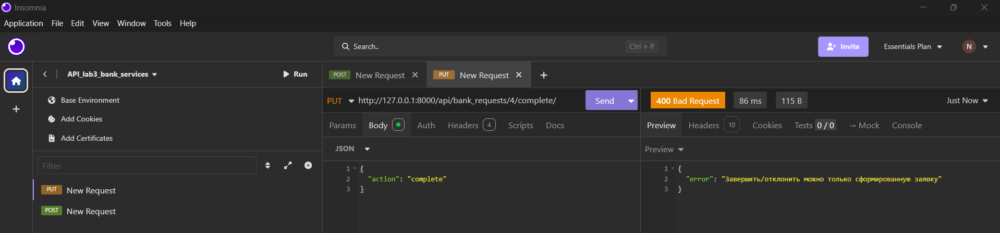 Insomnia
Application File Edit View Window Tools Help
Search.. Ctrl + P
Invite Essentials Plan N
API_lab3_bank_services Run
POST New Request PUT New Request
Base Environment
Add Cookies
Add Certificates
Filter
PUT New Request
POST New Request
PUT http://127.0.0.1:8000/api/bank_requests/4/complete/ Send
Params Body Auth Headers 4 Scripts Docs
JSON
1 {
2 "action": "complete"
3 }
400 Bad Request 86 ms 115 B Just Now
Preview Headers 10 Cookies Tests 0 / 0 → Mock Console
Preview
1 {
2 "error": "Завершить/отклонить можно только сформированную заявку"
3 }